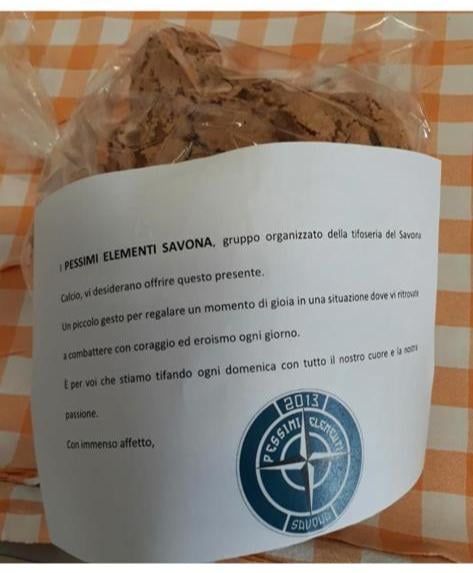 I PESSIMI ELEMENTI SAVONA, gruppo organizzato della tifoseria del Savona
Calcio, vi desiderano offrire questo presente.
Un piccolo gesto per regalare un momento di gioia in una situazione dove vi ritrovate
a combattere con coraggio ed eroismo ogni giorno.
È per voi che stiamo tifando ogni domenica con tutto il nostro cuore e la nostra
passione.
Con immenso affetto,
2013
PESSIMI ELEMENTI
SAVONA